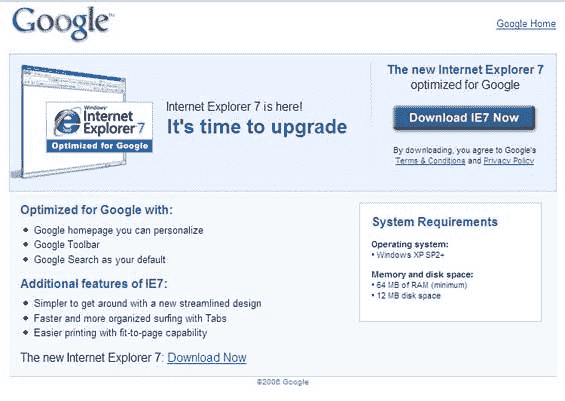 Google™
Google Home
Windows®
Internet
Explorer 7
Optimized for Google
Internet Explorer 7 is here!
It's time to upgrade
The new Internet Explorer 7
optimized for Google
Download IE7 Now
By downloading, you agree to Google's
Terms & Conditions and Privacy Policy
Optimized for Google with:
Google homepage you can personalize
Google Toolbar
Google Search as your default
Additional features of IE7:
Simpler to get around with a new streamlined design
Faster and more organized surfing with Tabs
Easier printing with fit-to-page capability
The new Internet Explorer 7: Download Now
System Requirements
Operating system:
• Windows XP SP2+
Memory and disk space:
• 64 MB of RAM (minimum)
• 12 MB disk space
©2006 Google